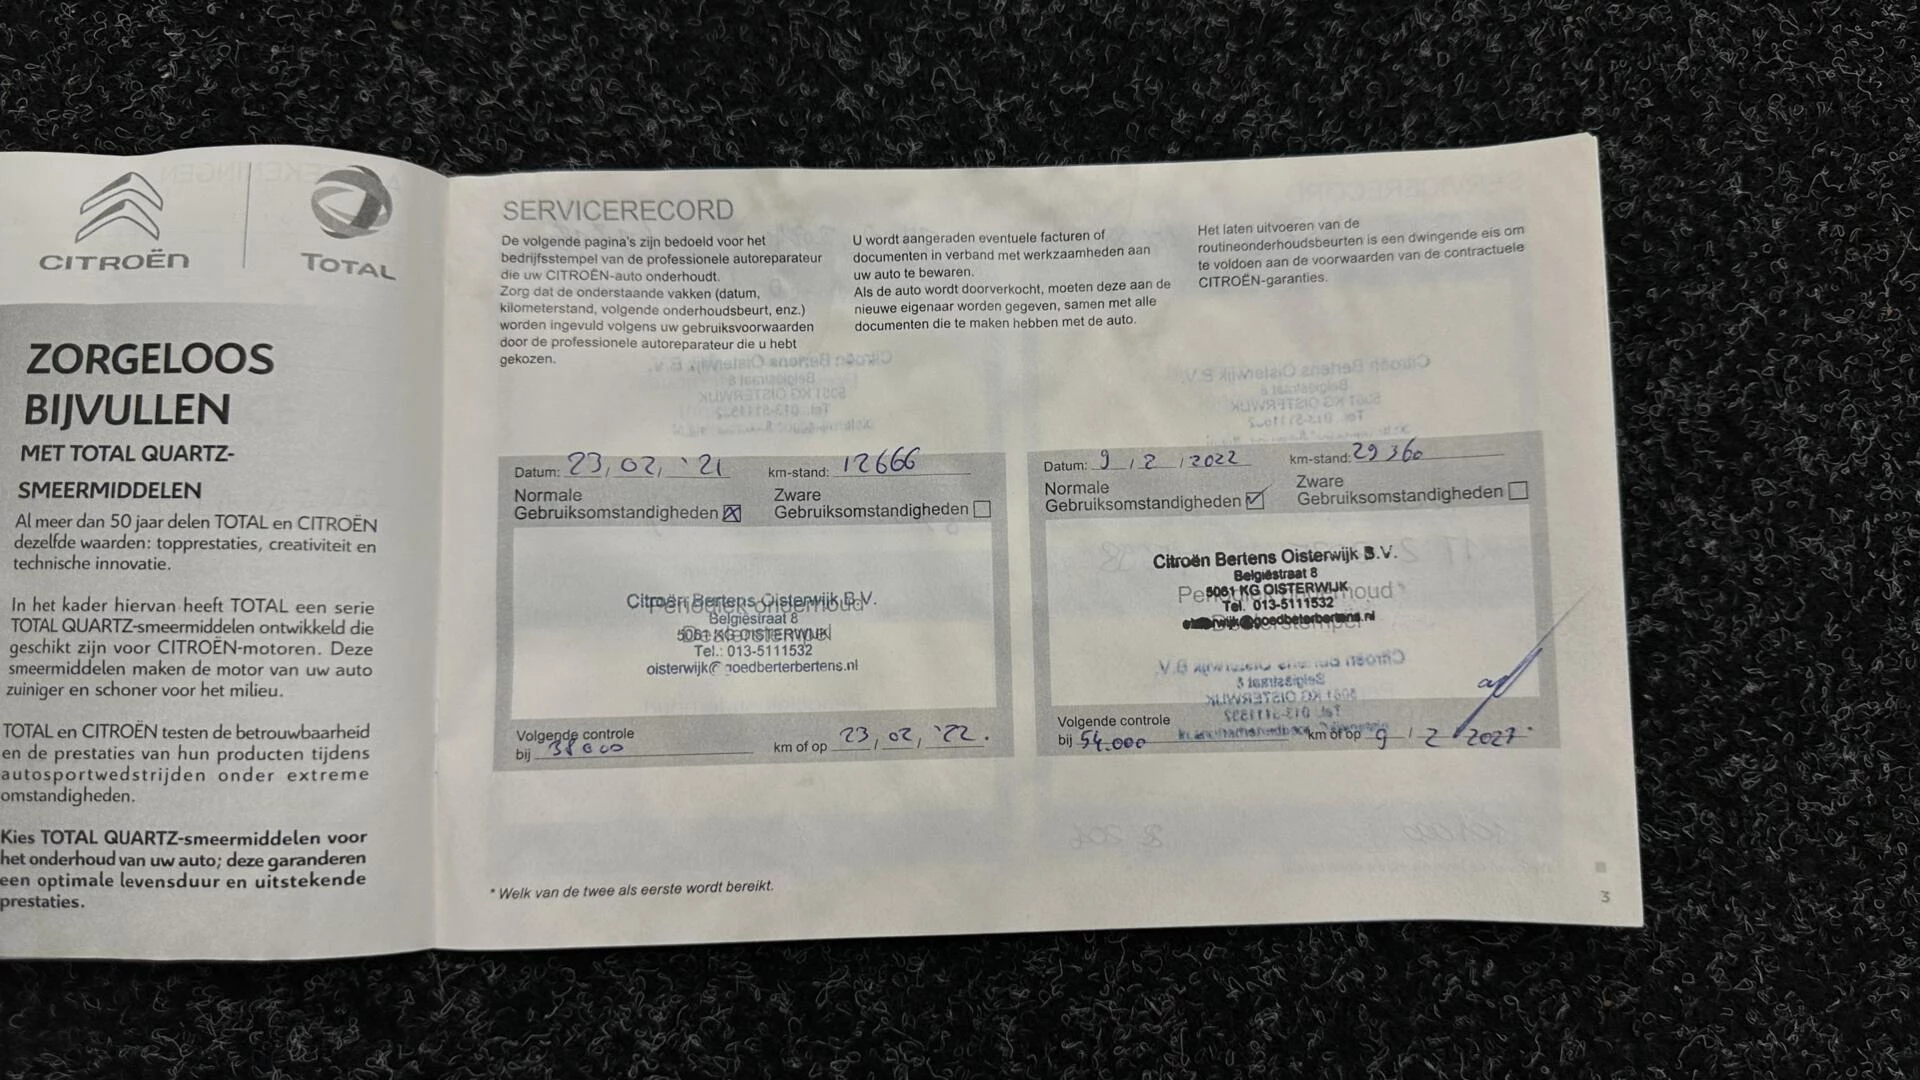 CITROËN
TOTAL
ZORGELOOS
BIJVULLEN
MET TOTAL QUARTZ-
SMEERMIDDELEN
Al meer dan 50 jaar delen TOTAL en CITROËN
dezelfde waarden: topprestaties, creativiteit en
technische innovatie.
In het kader hiervan heeft TOTAL een serie
TOTAL QUARTZ-smeermiddelen ontwikkeld die
geschikt zijn voor CITROËN-motoren. Deze
smeermiddelen maken de motor van uw auto
zuiniger en schoner voor het milieu.
TOTAL en CITROËN testen de betrouwbaarheid
en de prestaties van hun producten tijdens
autosportwedstrijden onder extreme
omstandigheden.
Kies TOTAL QUARTZ-smeermiddelen voor
het onderhoud van uw auto; deze garanderen
een optimale levensduur en uitstekende
prestaties.
SERVICERECORD
De volgende pagina's zijn bedoeld voor het
bedrijfsstempel van de professionele autoreparateur
die uw CITROËN-auto onderhoudt.
Zorg dat de onderstaande vakken (datum,
kilometerstand, volgende onderhoudsbeurt, enz.)
worden ingevuld volgens uw gebruiksvoorwaarden
door de professionele autoreparateur die u hebt
gekozen.
U wordt aangeraden eventuele facturen of
documenten in verband met werkzaamheden aan
uw auto te bewaren.
Als de auto wordt doorverkocht, moeten deze aan de
nieuwe eigenaar worden gegeven, samen met alle
documenten die te maken hebben met de auto.
Het laten uitvoeren van de
routineonderhoudsbeurten is een dwingende eis om
te voldoen aan de voorwaarden van de contractuele
CITROËN-garanties.
Datum: 23, 02, '21 km-stand: 12666
Normale
Gebruiksomstandigheden
Zware
Gebruiksomstandigheden
Citroën Bertens Oisterwijk B.V.
Periodiek onderhoud
Belgiëstraat 8
5061 KG OISTERWIJK
Tel.: 013-5111532
oisterwijk@goedberterbertens.nl
Volgende controle
bij 38000 km of op 23, 02, '22.
Datum: 9 / 2 / 2022 km-stand: 29360
Normale
Gebruiksomstandigheden
Zware
Gebruiksomstandigheden
Citroën Bertens Oisterwijk B.V.
Belgiëstraat 8
5061 KG OISTERWIJK
Tel. 013-5111532
Volgende controle
bij 54.000 km of op 9 / 2
* Welk van de twee als eerste wordt bereikt.
3